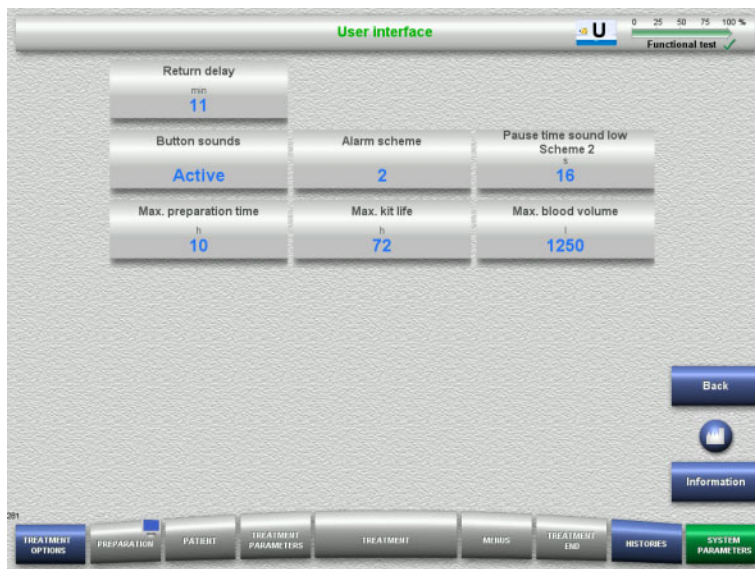 User interface
U
0 25 50 75 100 %
Functional test
Return delay
min
11
Button sounds
Active
Alarm scheme
2
Pause time sound low
Scheme 2
s
16
Max. preparation time
h
10
Max. kit life
h
72
Max. blood volume
l
1250
Back
Information
281
TREATMENT
OPTIONS
PREPARATION
PATIENT
TREATMENT
PARAMETERS
TREATMENT
MENUS
TREATMENT
END
HISTORIES
SYSTEM
PARAMETERS